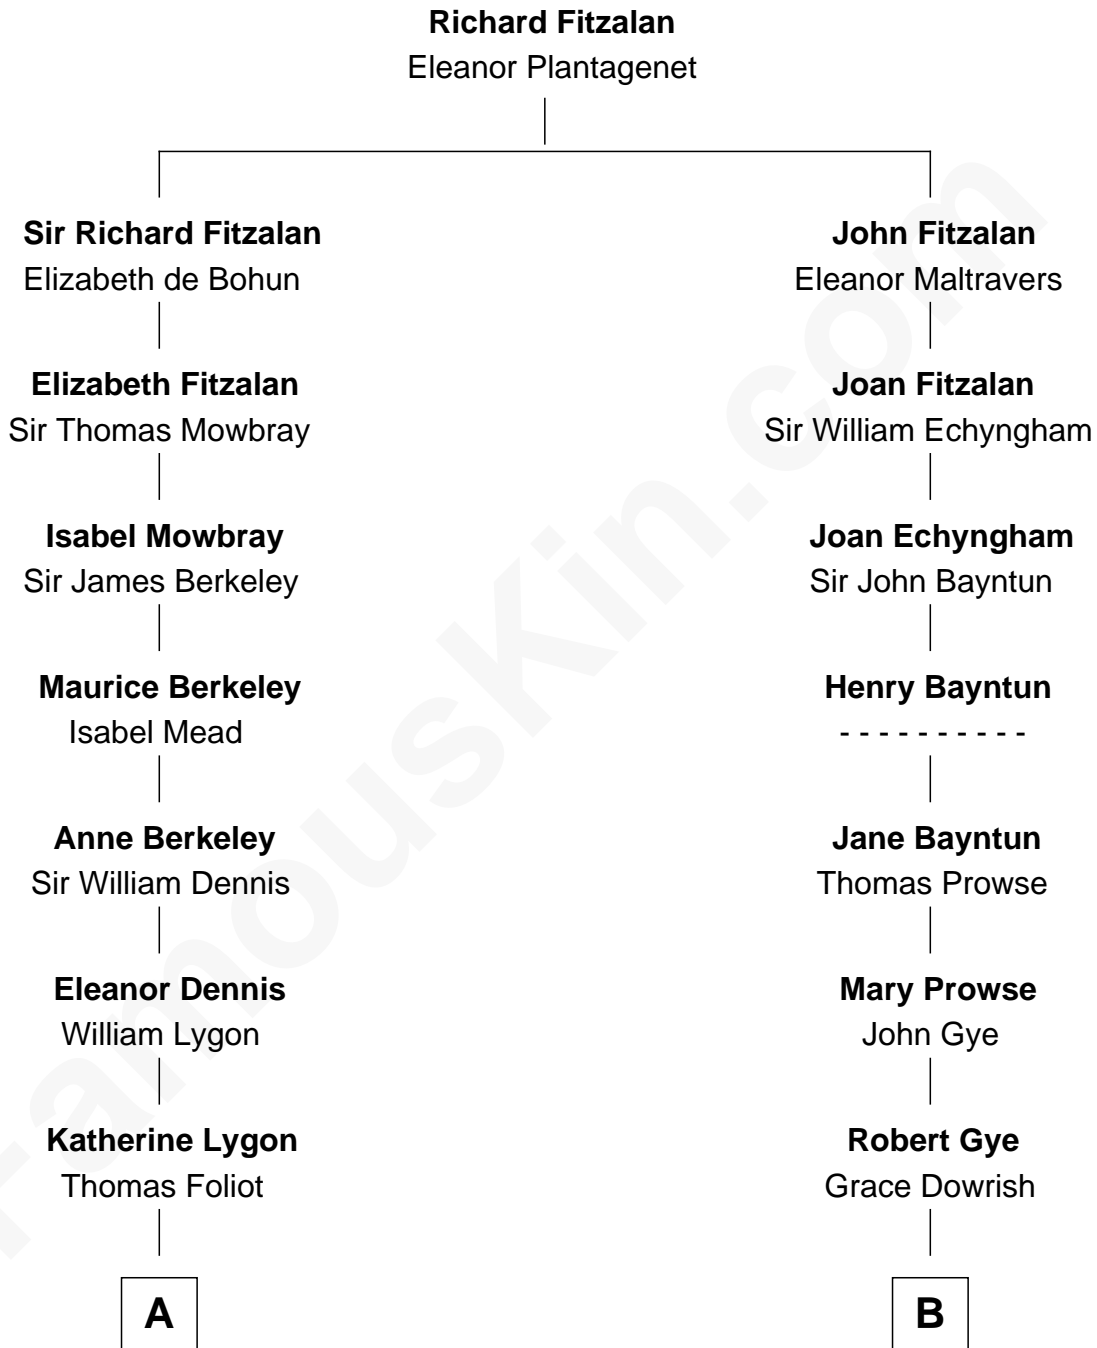 Richard Fitzalan
Eleanor Plantagenet
Sir Richard Fitzalan
Elizabeth de Bohun
John Fitzalan
Eleanor Maltravers
Elizabeth Fitzalan
Sir Thomas Mowbray
Joan Fitzalan
Sir William Echyngham
Isabel Mowbray
Sir James Berkeley
Joan Echyngham
Sir John Bayntun
Maurice Berkeley
Isabel Mead
Henry Bayntun
- - - - - - - - - -
Anne Berkeley
Sir William Dennis
Jane Bayntun
Thomas Prowse
Eleanor Dennis
William Lygon
Mary Prowse
John Gye
Katherine Lygon
Thomas Foliot
Robert Gye
Grace Dowrish
A
B
FamousKin.com